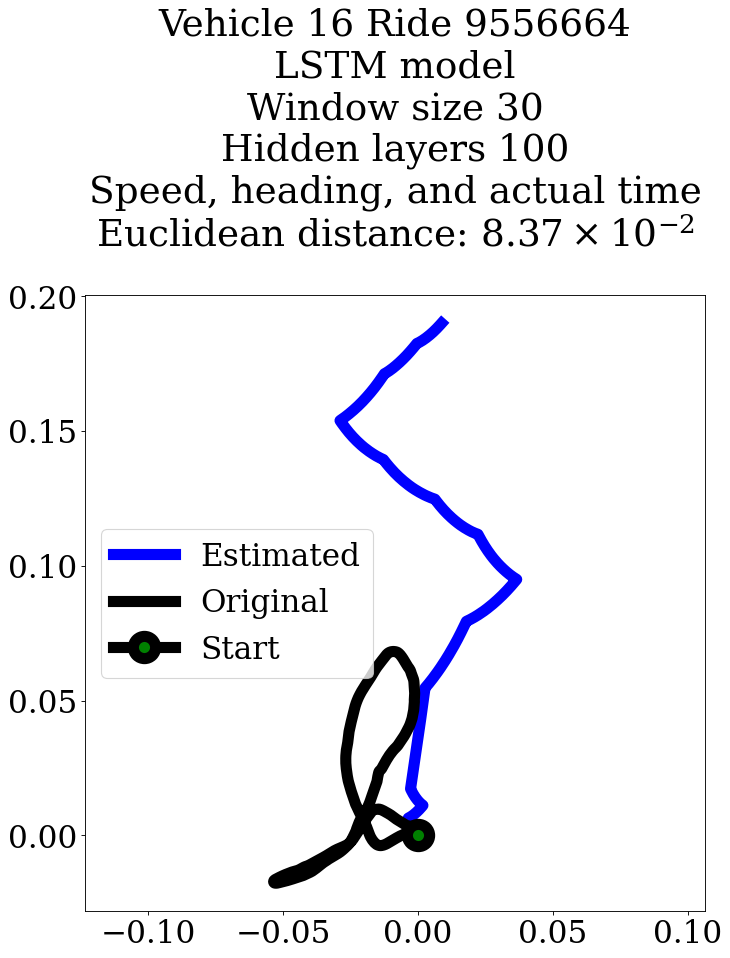 Vehicle 16 Ride 9556664
LSTM model
Window size 30
Hidden layers 100
Speed, heading, and actual time
Euclidean distance: 8.37 × 10⁻²
0.20
0.15
0.10
0.05
0.00
Estimated
Original
Start
−0.10
−0.05
0.00
0.05
0.10